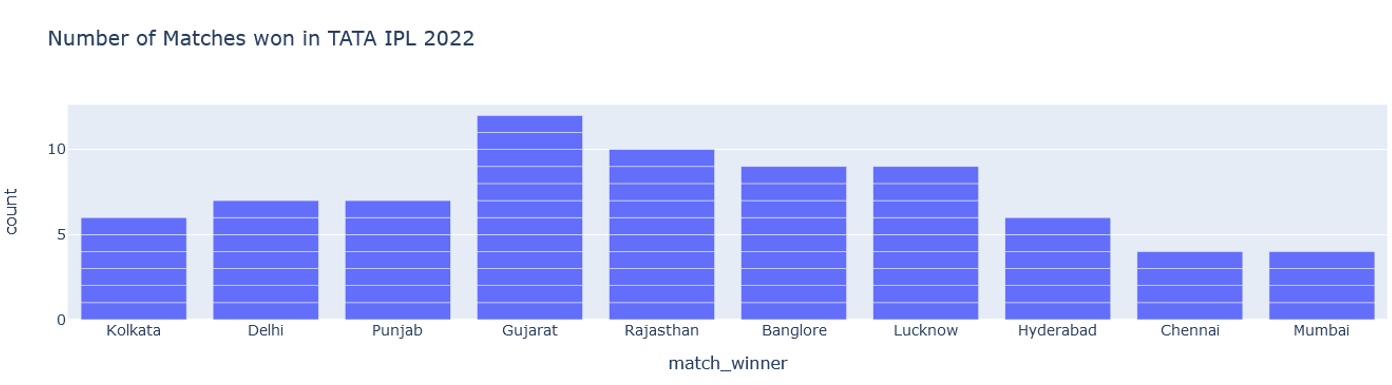 Number of Matches won in TATA IPL 2022
10
5
0
count
Kolkata Delhi Punjab Gujarat Rajasthan Banglore Lucknow Hyderabad Chennai Mumbai
match_winner